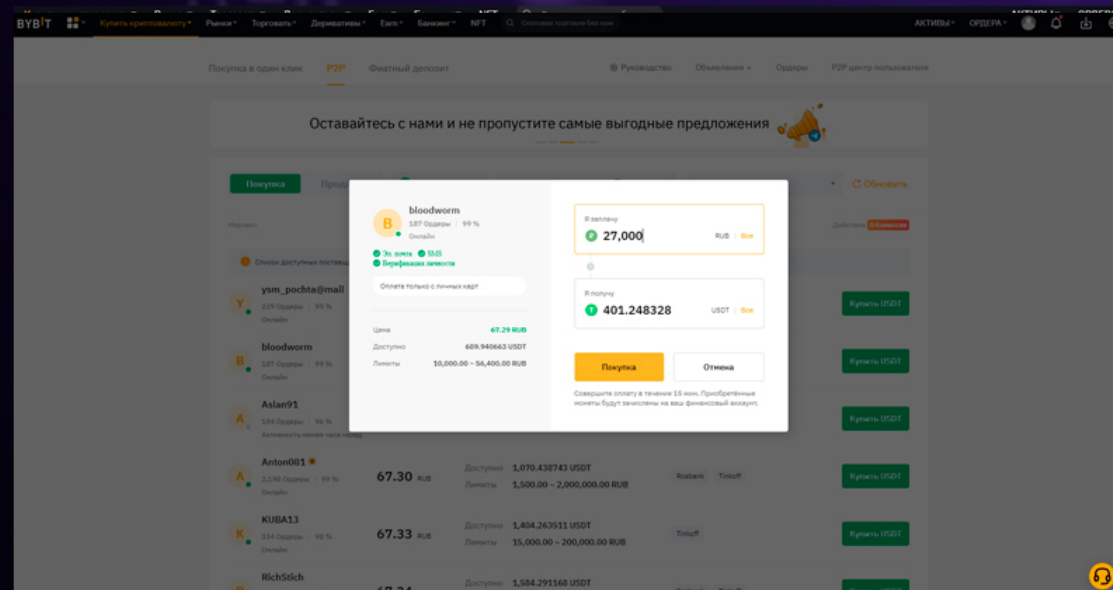 BYBIT
Купить криптовалюту
Рынки
Торговать
Деривативы
Earn
Банкинг
NFT
АКТИВЫ
ОРДЕРА
Покупка в один клик
P2P
Фиатный депозит
Руководство
Объявления +
Ордеры
P2P центр пользователя
Оставайтесь с нами и не пропустите самые выгодные предложения
Покупка
Обновить
Действия
0 Комиссии
B
bloodworm
187 Ордеры | 99 %
Онлайн
Эл. почта
SMS
Верификация личности
Оплата только с личных карт
Цена 67.29 RUB
Доступно 689.940663 USDT
Лимиты 10,000.00 ~ 56,400.00 RUB
Я заплачу
27,000
RUB | Все
Я получу
401.248328
USDT | Все
Покупка
Отмена
Совершите оплату в течение 15 мин. Приобретённые
монеты будут зачислены на ваш финансовый аккаунт.
Список доступных поставщ
Y
ysm_pochta@mail
229 Ордеры | 99 %
Онлайн
Купить USDT
B
bloodworm
187 Ордеры | 99 %
Онлайн
Купить USDT
A
Aslan91
184 Ордеры | 96 %
Активность менее часа назад
Купить USDT
A
Anton081
2,190 Ордеры | 99 %
Онлайн
67.30 RUB
Доступно 1,070.438743 USDT
Лимиты 1,500.00 ~ 2,000,000.00 RUB
Rosbank
Tinkoff
Купить USDT
K
KUBA13
334 Ордеры | 98 %
Онлайн
67.33 RUB
Доступно 1,404.263511 USDT
Лимиты 15,000.00 ~ 200,000.00 RUB
Tinkoff
Купить USDT
RichStich
Доступно 1,584.291168 USDT